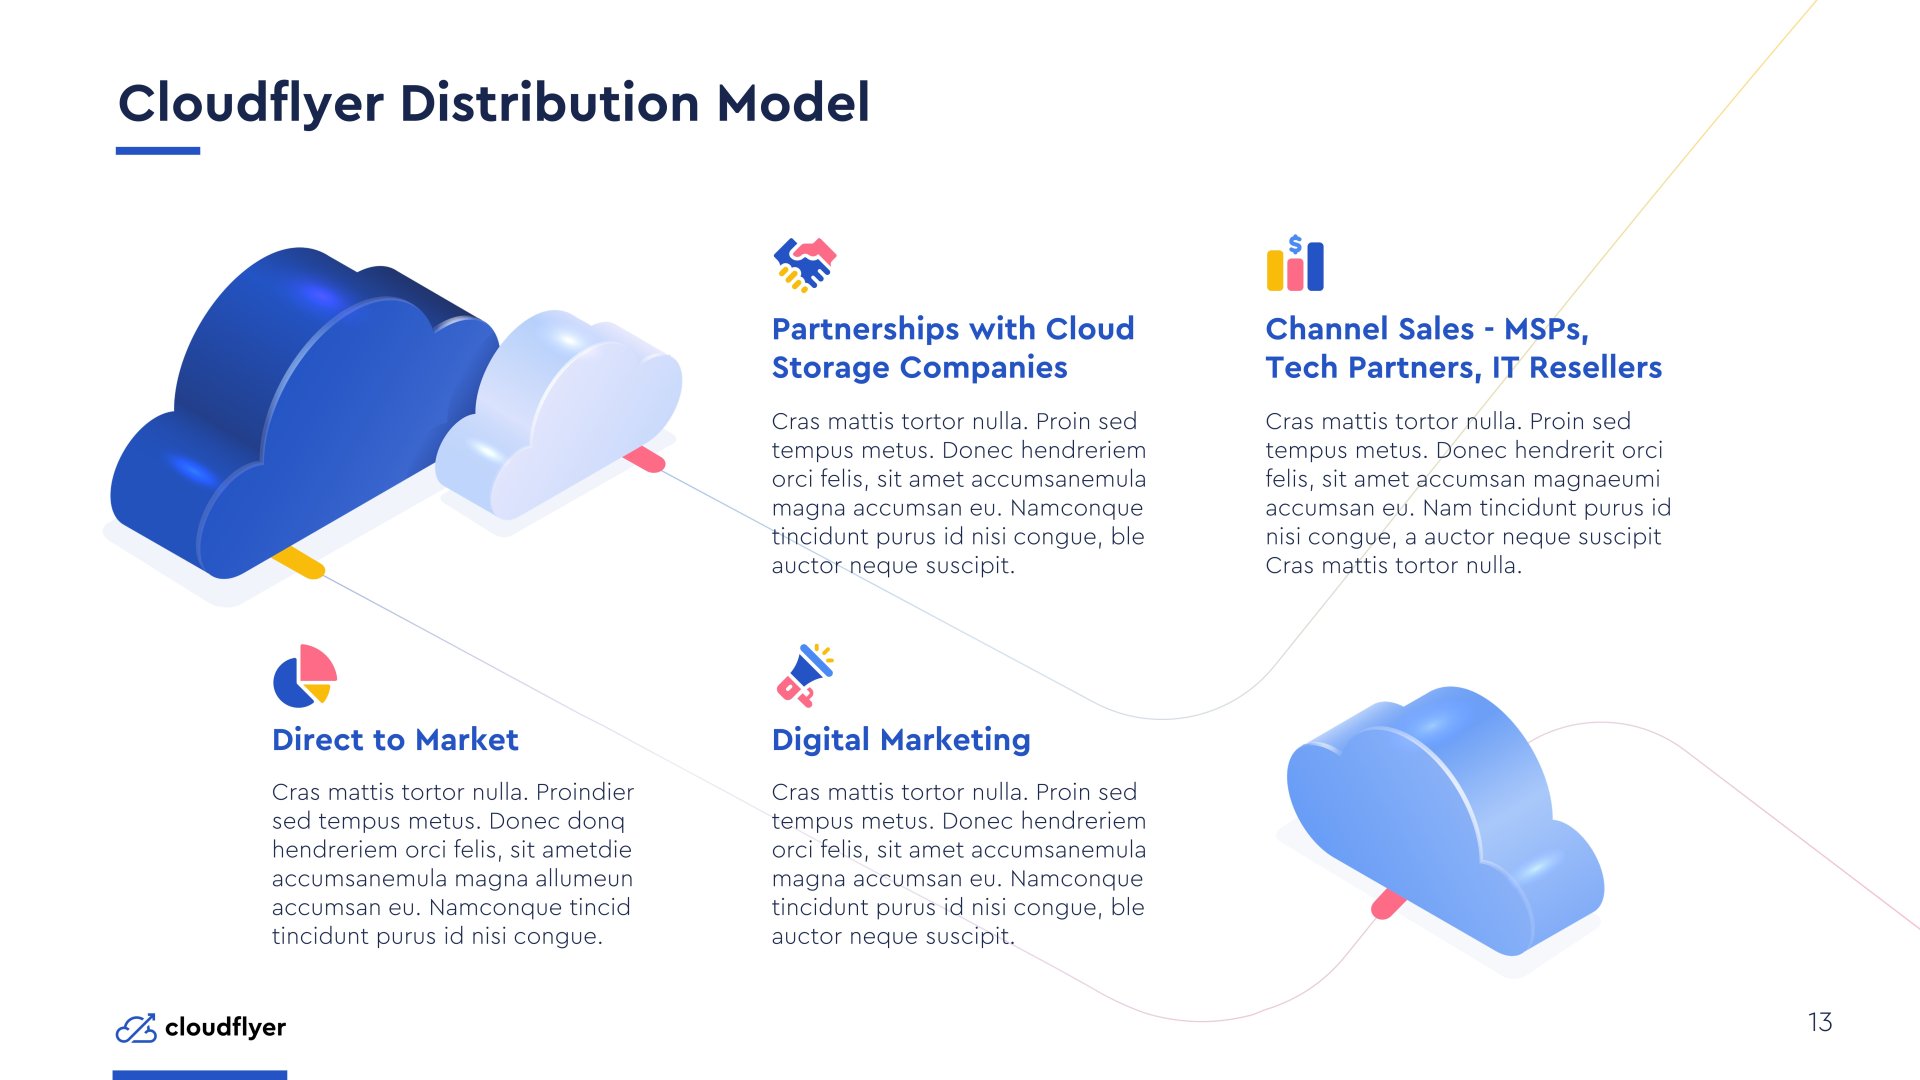 Cloudflyer Distribution Model
$
Partnerships with Cloud
Storage Companies
Cras mattis tortor nulla. Proin sed
tempus metus. Donec hendreriem
orci felis, sit amet accumsanemula
magna accumsan eu. Namconque
tincidunt purus id nisi congue, ble
auctor neque suscipit.
Channel Sales - MSPs,
Tech Partners, IT Resellers
Cras mattis tortor nulla. Proin sed
tempus metus. Donec hendrerit orci
felis, sit amet accumsan magnaeumi
accumsan eu. Nam tincidunt purus id
nisi congue, a auctor neque suscipit
Cras mattis tortor nulla.
Direct to Market
Cras mattis tortor nulla. Proindier
sed tempus metus. Donec donq
hendreriem orci felis, sit ametdie
accumsanemula magna allumeun
accumsan eu. Namconque tincid
tincidunt purus id nisi congue.
Digital Marketing
Cras mattis tortor nulla. Proin sed
tempus metus. Donec hendreriem
orci felis, sit amet accumsanemula
magna accumsan eu. Namconque
tincidunt purus id nisi congue, ble
auctor neque suscipit.
cloudflyer
13